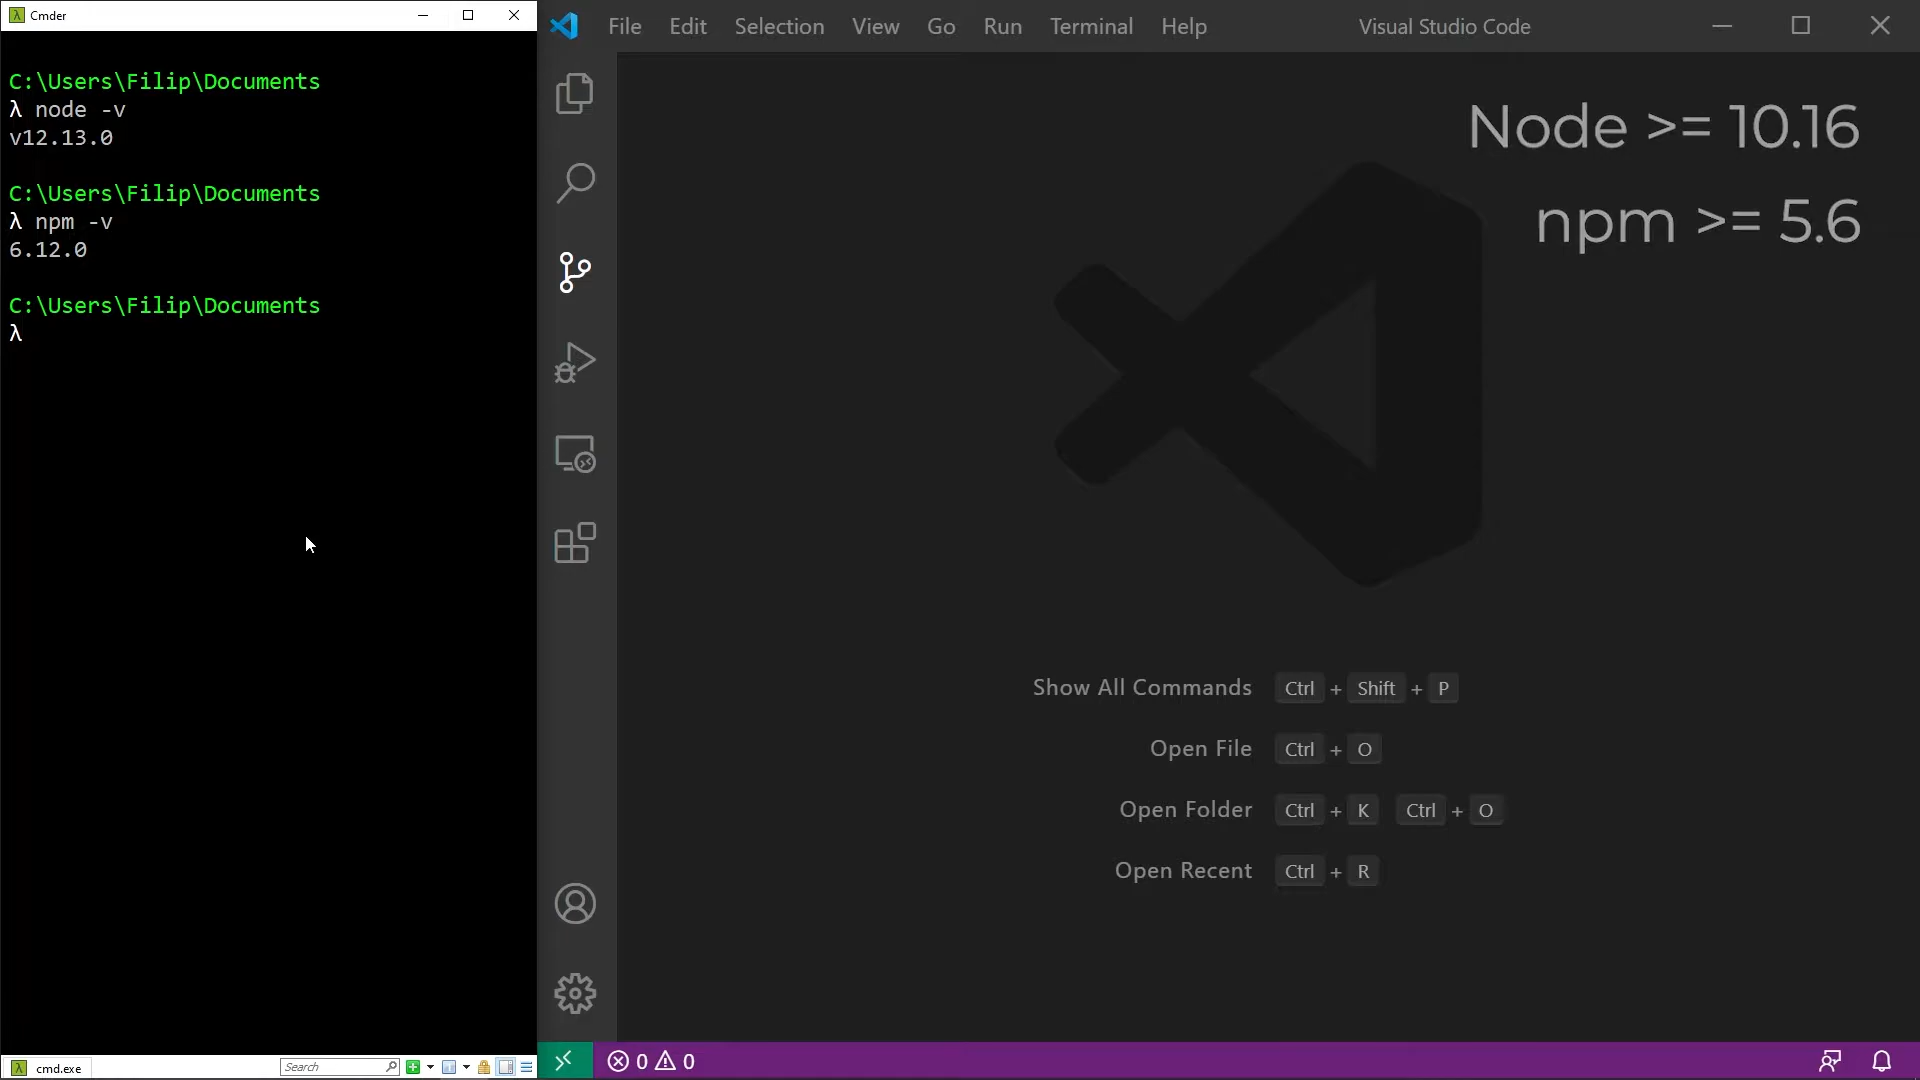 Cmder
C:\Users\Filip\Documents
λ node -v
v12.13.0
C:\Users\Filip\Documents
λ npm -v
6.12.0
C:\Users\Filip\Documents
λ
cmd.exe
Search
File Edit Selection View Go Run Terminal Help
Visual Studio Code
Node >= 10.16
npm >= 5.6
Show All Commands Ctrl + Shift + P
Open File Ctrl + O
Open Folder Ctrl + K Ctrl + O
Open Recent Ctrl + R
0 0